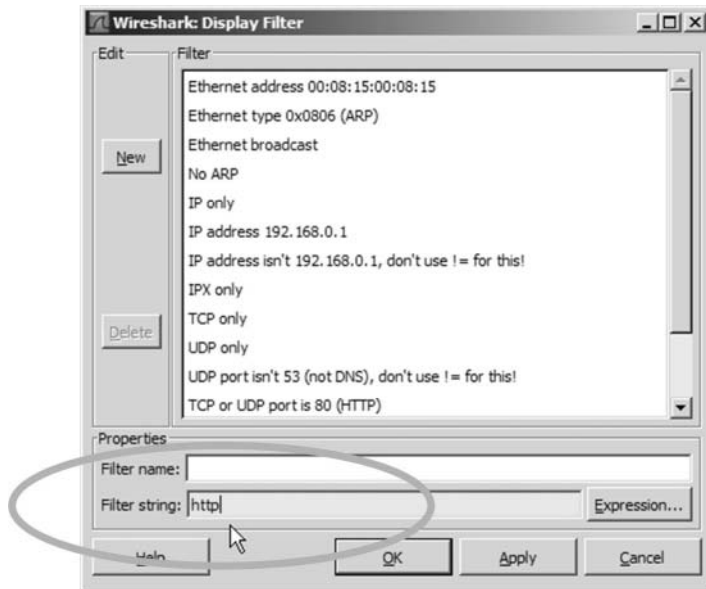 Wireshark: Display Filter
Edit
Filter
Ethernet address 00:08:15:00:08:15
Ethernet type 0x0806 (ARP)
Ethernet broadcast
New
No ARP
IP only
IP address 192.168.0.1
IP address isn't 192.168.0.1, don't use != for this!
IPX only
TCP only
Delete
UDP only
UDP port isn't 53 (not DNS), don't use != for this!
TCP or UDP port is 80 (HTTP)
Properties
Filter name:
Filter string: http Expression...
Help OK Apply Cancel